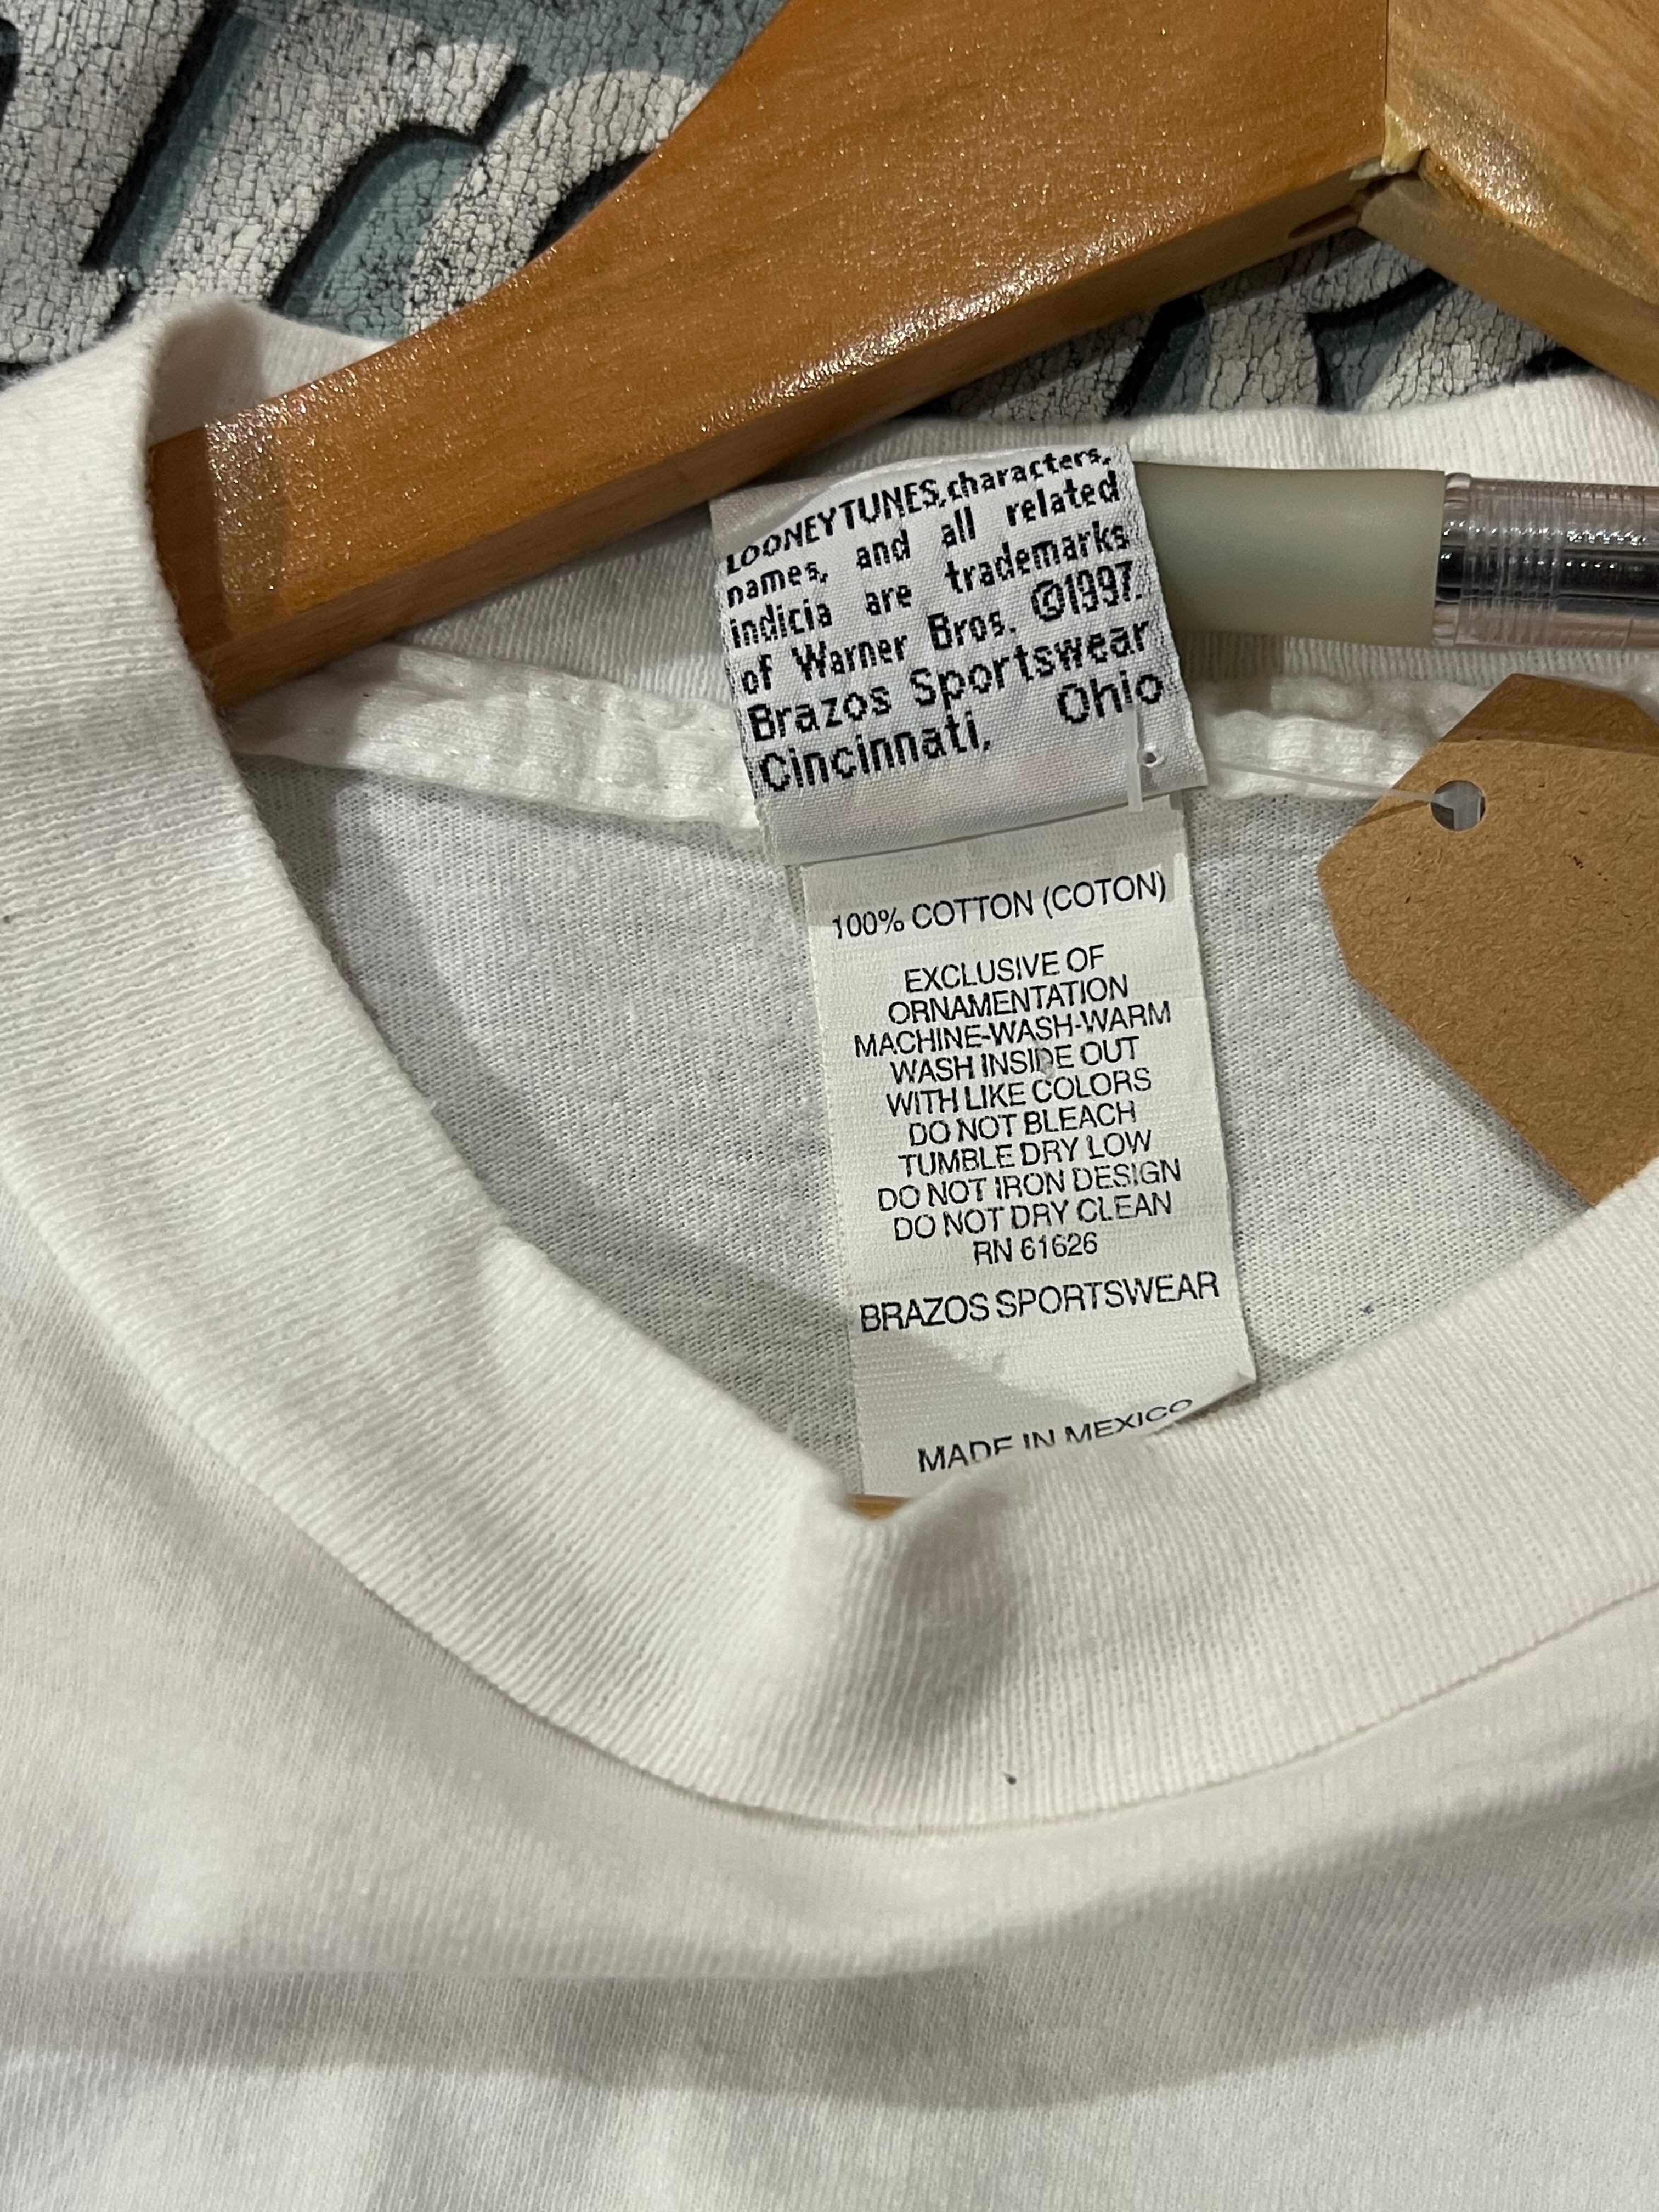 LOONEY TUNES, characters,
names, and all related
indicia are trademarks
of Warner Bros. ©1997.
Brazos Sportswear
Cincinnati, Ohio
100% COTTON (COTON)
EXCLUSIVE OF
ORNAMENTATION
MACHINE-WASH-WARM
WASH INSIDE OUT
WITH LIKE COLORS
DO NOT BLEACH
TUMBLE DRY LOW
DO NOT IRON DESIGN
DO NOT DRY CLEAN
RN 61626
BRAZOS SPORTSWEAR
MADE IN MEXICO